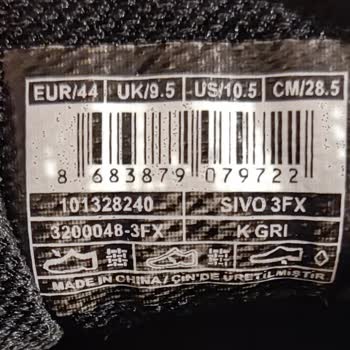 EUR/44 UK/9.5 US/10.5 CM/28.5
8 683879 079722
101328240 SIVO 3FX
3200048-3FX K GRI
MADE IN CHINA/ÇİN'DE ÜRETİLMİŞTİR